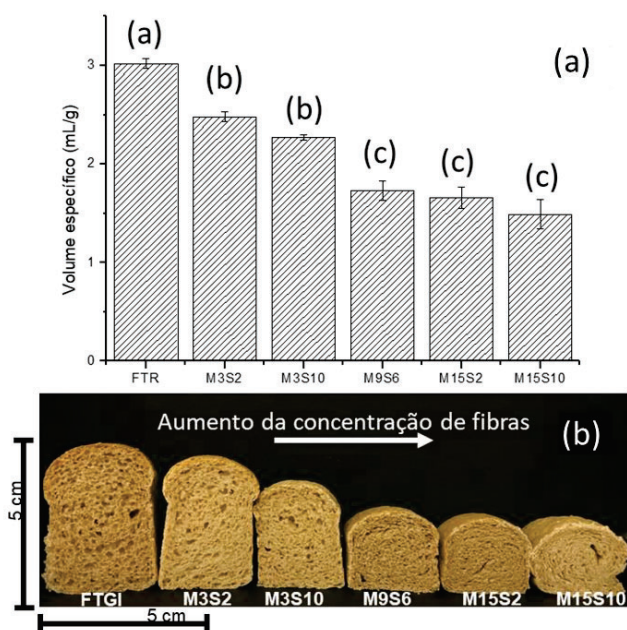 (a)
(a)
(b)
(b)
(c)
(c)
(c)
Volume específico (mL/g)
3
2
1
0
FTR M3S2 M3S10 M9S6 M15S2 M15S10
Aumento da concentração de fibras
(b)
5 cm
FTGI M3S2 M3S10 M9S6 M15S2 M15S10
5 cm